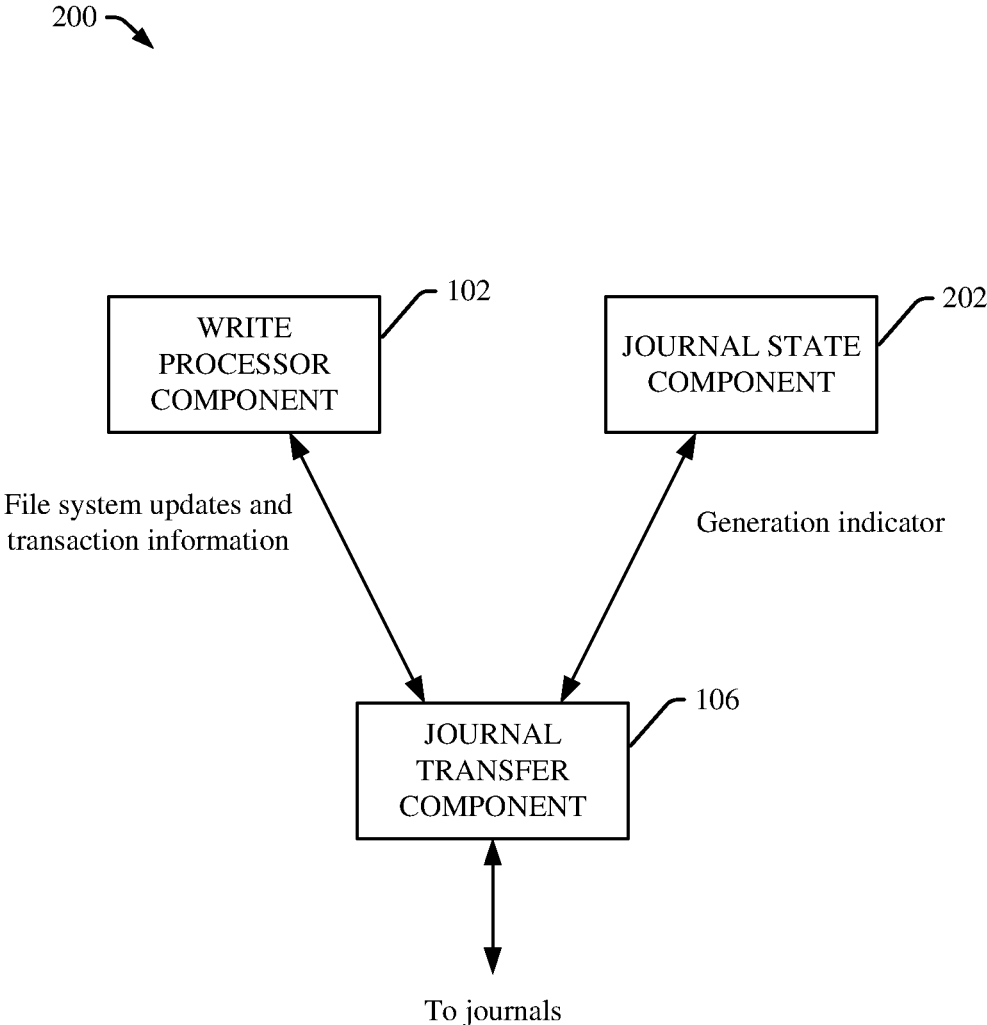 200
WRITE
PROCESSOR
COMPONENT
102
JOURNAL STATE
COMPONENT
202
File system updates and
transaction information
Generation indicator
JOURNAL
TRANSFER
COMPONENT
106
To journals